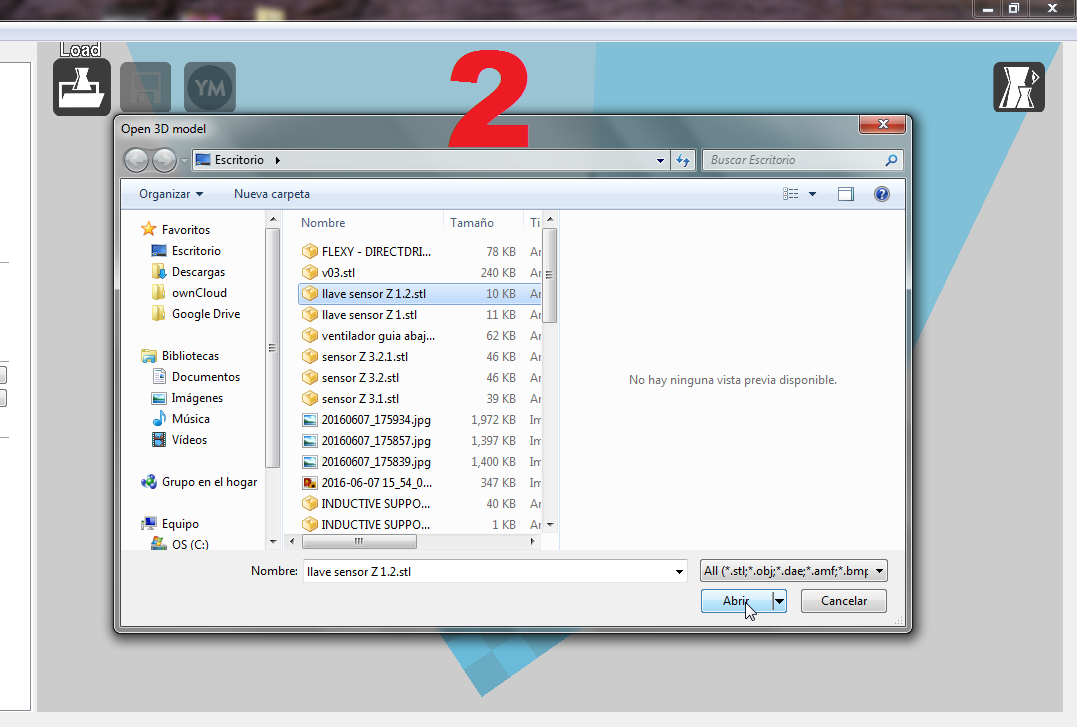 Load
2
YM
Open 3D model
Escritorio
Buscar Escritorio
Organizar
Nueva carpeta
Nombre
Tamaño
Ti
Favoritos
Escritorio
Descargas
ownCloud
Google Drive
Bibliotecas
Documentos
Imágenes
Música
Vídeos
Grupo en el hogar
Equipo
OS (C:)
FLEXY - DIRECTDRI... 78 KB Ar
v03.stl 240 KB Ar
llave sensor Z 1.2.stl 10 KB Ar
llave sensor Z 1.stl 11 KB Ar
ventilador guia abaj... 62 KB Ar
sensor Z 3.2.1.stl 46 KB Ar
sensor Z 3.2.stl 46 KB Ar
sensor Z 3.1.stl 39 KB Ar
20160607_175934.jpg 1,972 KB Im
20160607_175857.jpg 1,397 KB Im
20160607_175839.jpg 1,400 KB Im
2016-06-07 15_54_0... 347 KB Im
INDUCTIVE SUPPO... 40 KB Ar
INDUCTIVE SUPPO... 1 KB Ar
No hay ninguna vista previa disponible.
Nombre: llave sensor Z 1.2.stl
All (*.stl;*.obj;*.dae;*.amf;*.bmp
Abrir
Cancelar